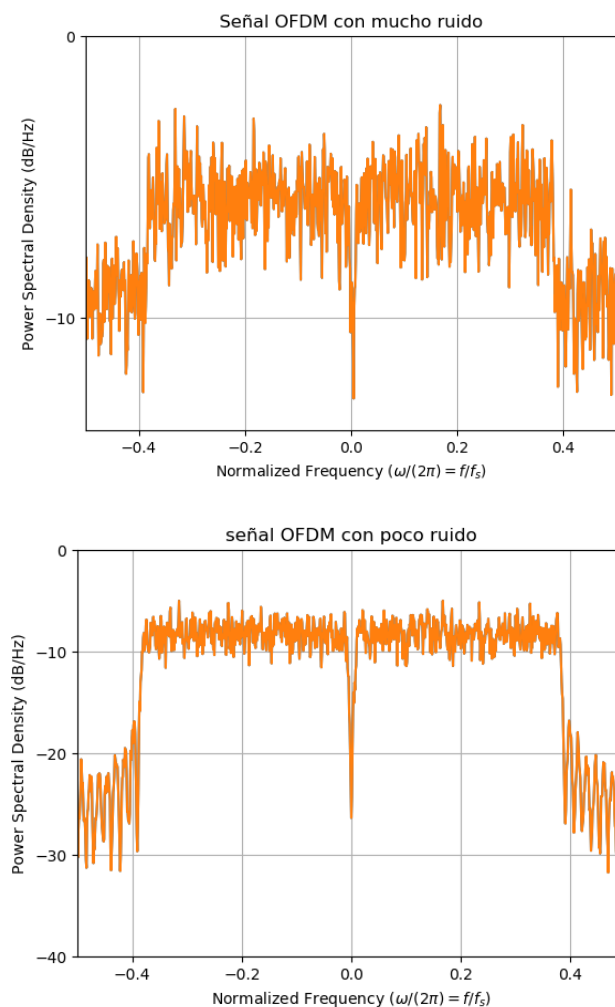 Señal OFDM con mucho ruido
0
−10
Power Spectral Density (dB/Hz)
−0.4 −0.2 0.0 0.2 0.4
Normalized Frequency (ω/(2π) = f/fₛ)
señal OFDM con poco ruido
0
−10
−20
−30
−40
Power Spectral Density (dB/Hz)
−0.4 −0.2 0.0 0.2 0.4
Normalized Frequency (ω/(2π) = f/fₛ)